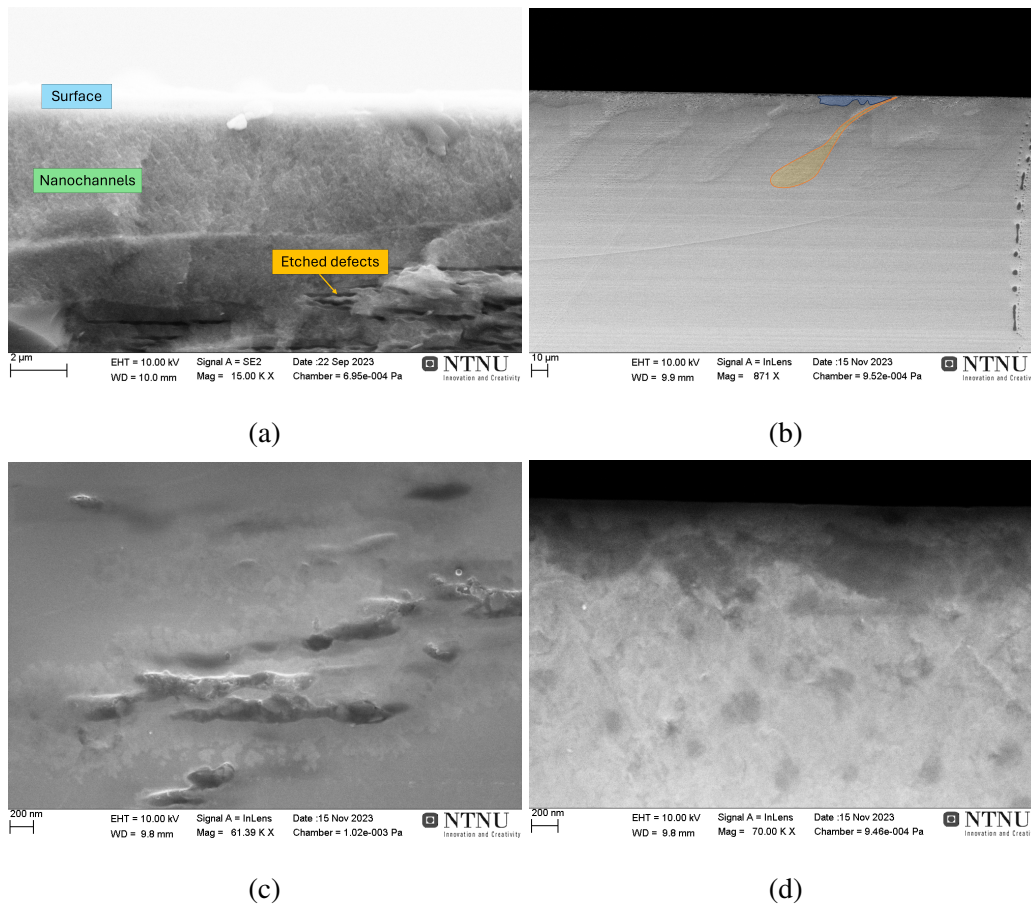 Surface
Nanochannels
Etched defects
2 µm
EHT = 10.00 kV Signal A = SE2 Date :22 Sep 2023 NTNU
WD = 10.0 mm Mag = 15.00 K X Chamber = 6.95e-004 Pa Innovation and Creativity
(a)
10 µm
EHT = 10.00 kV Signal A = InLens Date :15 Nov 2023 NTNU
WD = 9.9 mm Mag = 871 X Chamber = 9.52e-004 Pa Innovation and Creativi
(b)
200 nm
EHT = 10.00 kV Signal A = InLens Date :15 Nov 2023 NTNU
WD = 9.8 mm Mag = 61.39 K X Chamber = 1.02e-003 Pa Innovation and Creativity
(c)
200 nm
EHT = 10.00 kV Signal A = InLens Date :15 Nov 2023 NTNU
WD = 9.8 mm Mag = 70.00 K X Chamber = 9.46e-004 Pa Innovation and Creativi
(d)